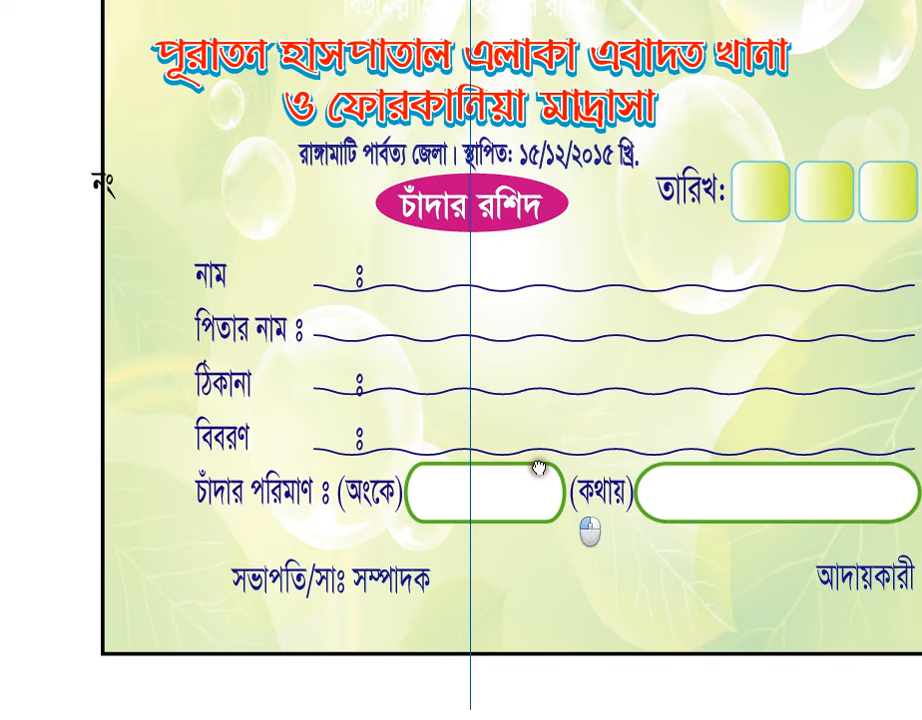 পূরাতন হাসপাতাল এলাকা এবাদত খানা
ও ফোরকানিয়া মাদ্রাসা
রাঙ্গামাটি পার্বত্য জেলা। স্থাপিত: ১৫/১২/২০১৫ খ্রি.
নং
চাঁদার রশিদ
তারিখ:
নাম ঃ
পিতার নাম ঃ
ঠিকানা ঃ
বিবরণ ঃ
চাঁদার পরিমাণ ঃ (অংকে) (কথায়)
সভাপতি/সাঃ সম্পাদক আদায়কারী